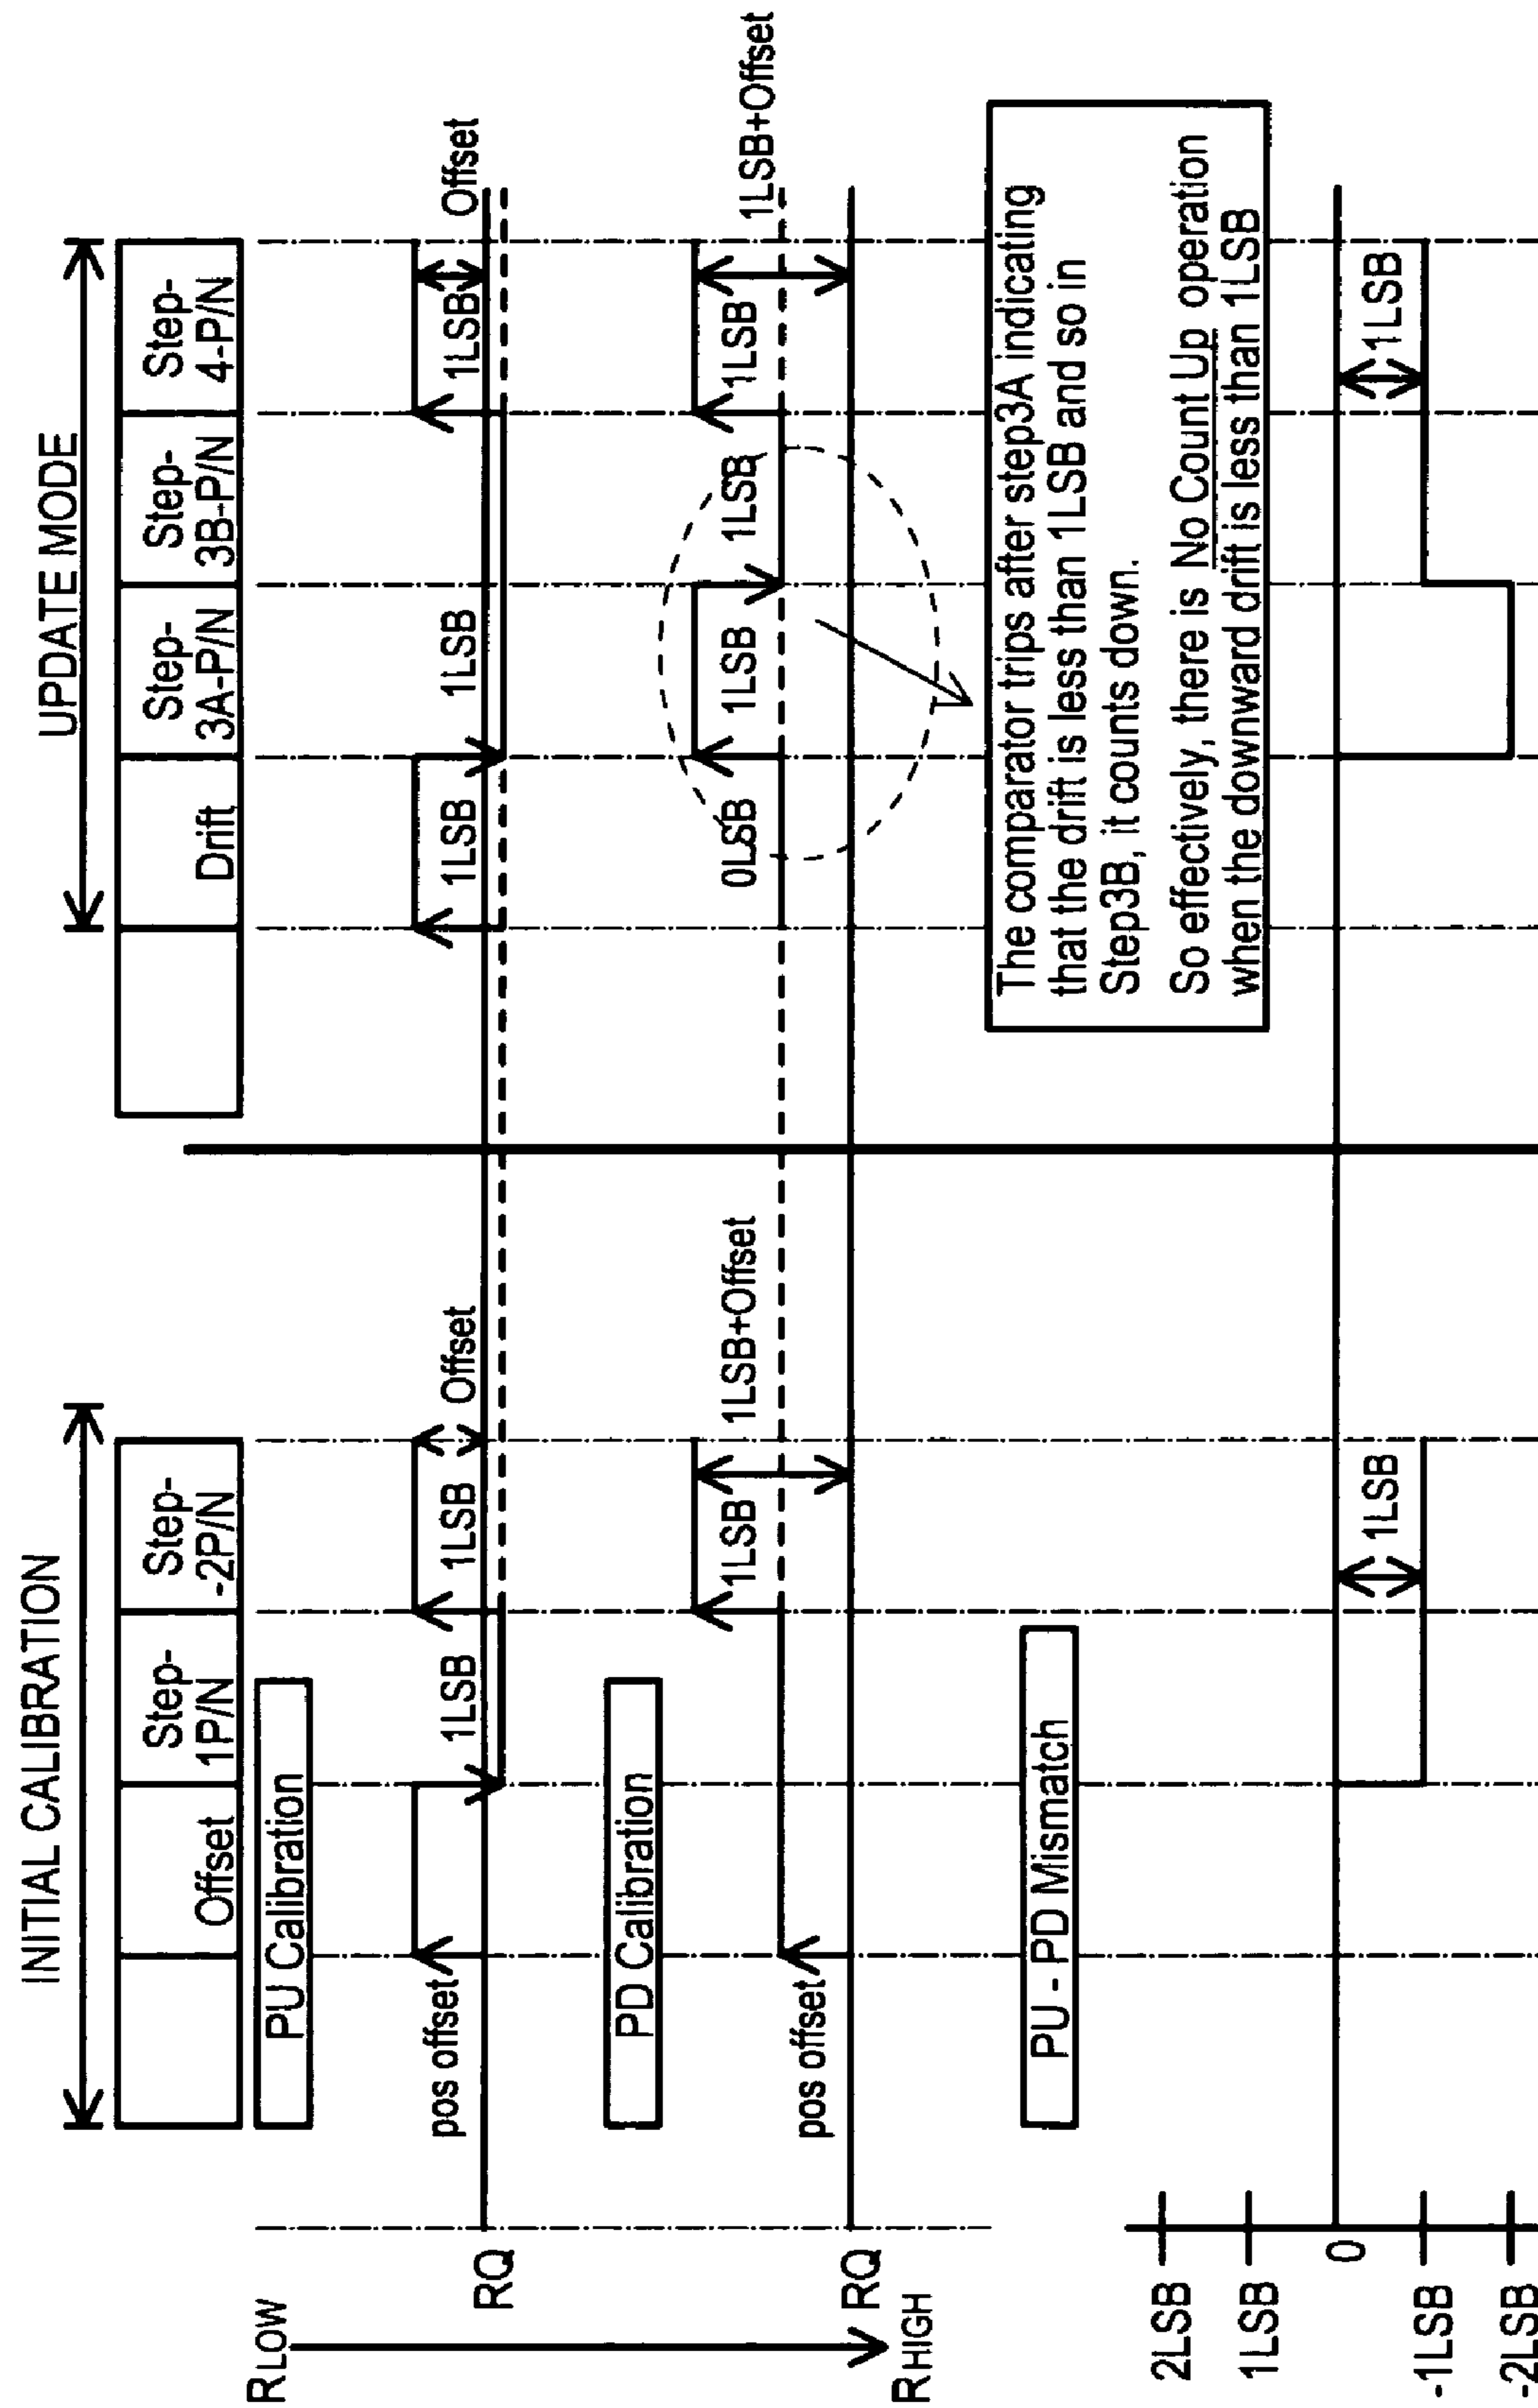 INITIAL CALIBRATION
UPDATE MODE
Offset
Step-
1P/N
Step-
-2P/N
Drift
Step-
3A-P/N
Step-
3B-P/N
Step-
4-P/N
RLOW
RHIGH
PU Calibration
pos offset
RQ
1LSB
1LSB
Offset
1LSB
1LSB
1LSB
Offset
PD Calibration
pos offset
RQ
1LSB
1LSB+Offset
0LSB
1LSB
1LSB
1LSB
1LSB+Offset
The comparator trips after step3A indicating
that the drift is less than 1LSB and so in
Step3B, it counts down.
So effectively, there is No Count Up operation
when the downward drift is less than 1LSB
PU - PD Mismatch
2LSB
1LSB
0
-1LSB
-2LSB
1LSB
1LSB